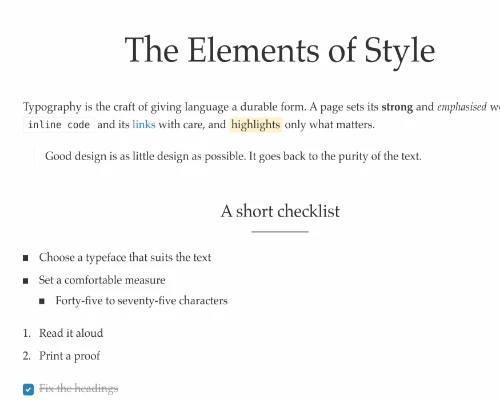 The Elements of Style
Typography is the craft of giving language a durable form. A page sets its strong and emphasised
inline code and its links with care, and highlights only what matters.
Good design is as little design as possible. It goes back to the purity of the text.
A short checklist
Choose a typeface that suits the text
Set a comfortable measure
Forty-five to seventy-five characters
1. Read it aloud
2. Print a proof
Fix the headings